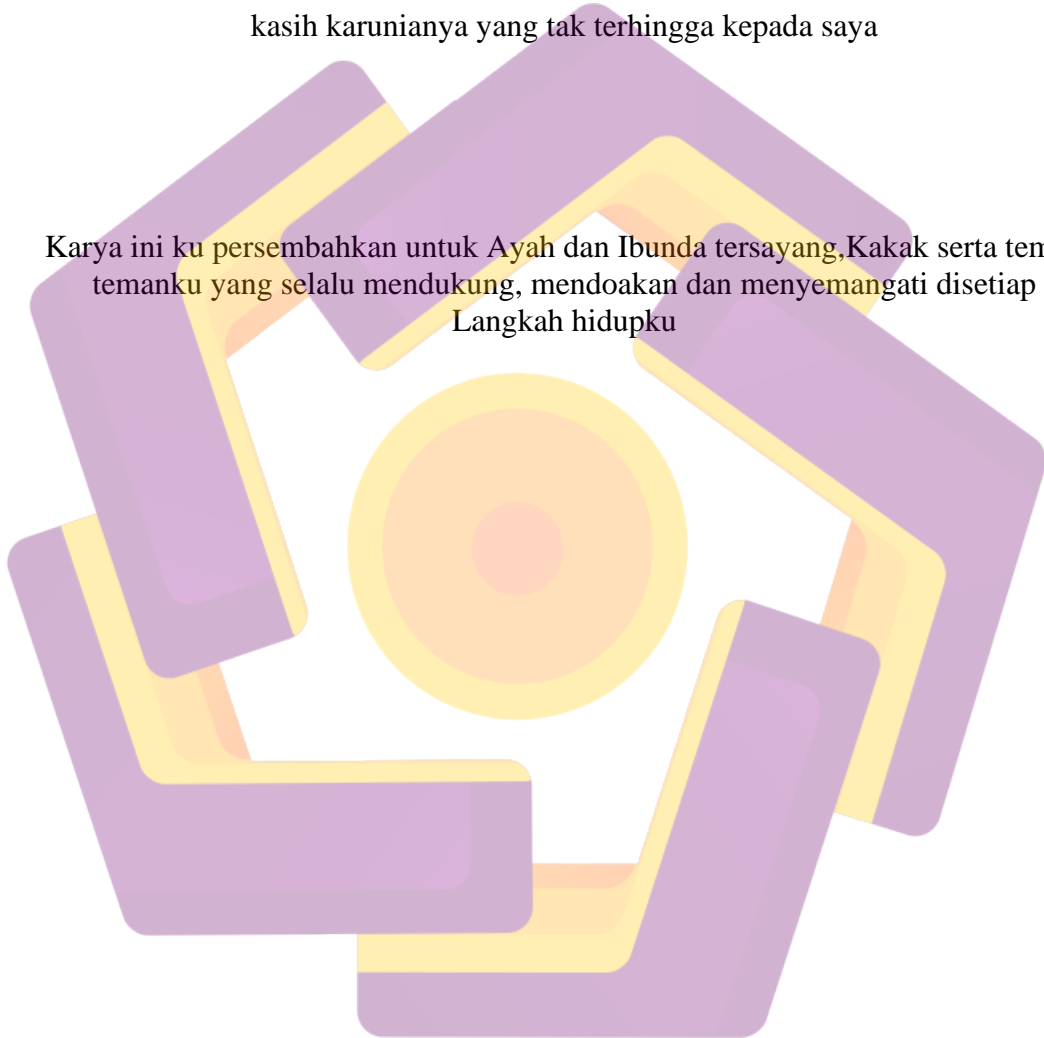 kasih karunianya yang tak terhingga kepada saya
Karya ini ku persembahkan untuk Ayah dan Ibunda tersayang,Kakak serta
temanku yang selalu mendukung, mendoakan dan menyemangati disetiap
Langkah hidupku